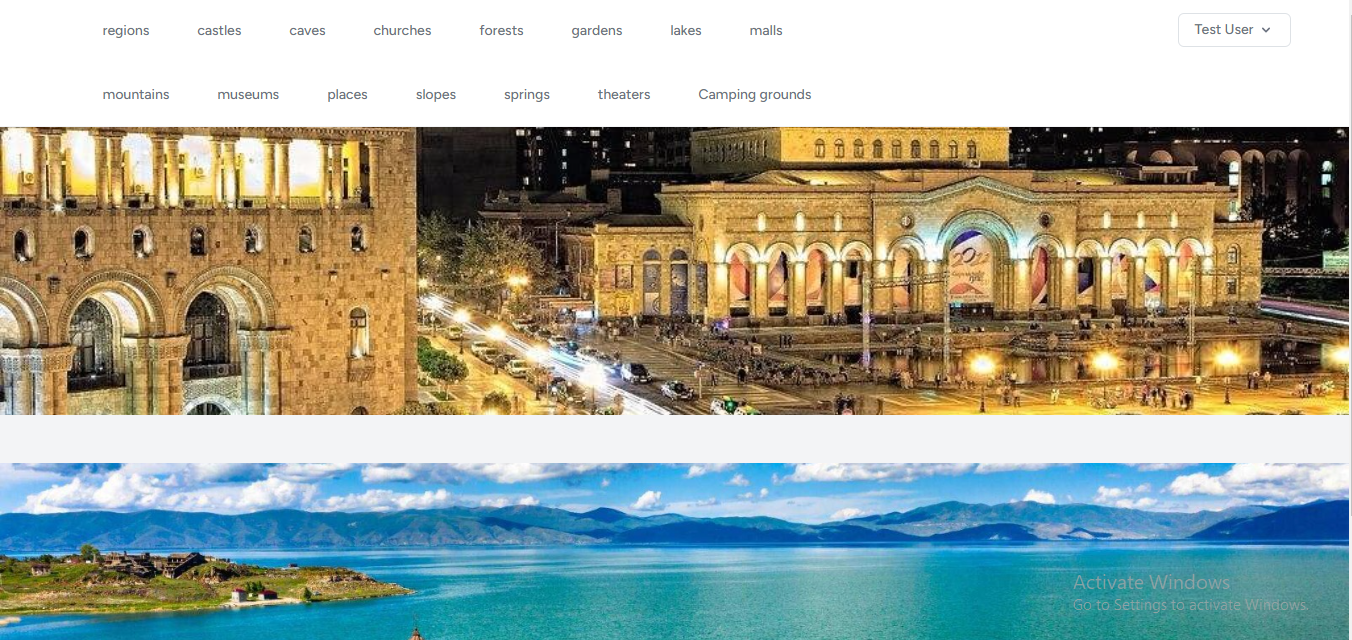 regions castles caves churches forests gardens lakes malls Test User
mountains museums places slopes springs theaters Camping grounds
Activate Windows
Go to Settings to activate Windows.